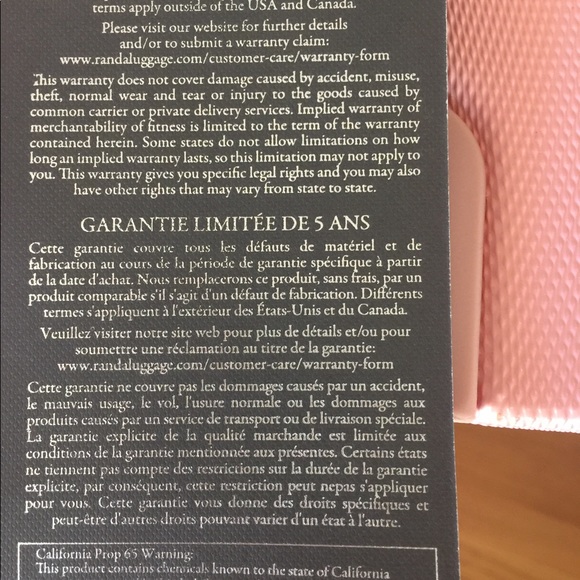 terms apply outside of the USA and Canada.
Please visit our website for further details
and/or to submit a warranty claim:
www.randaluggage.com/customer-care/warranty-form
This warranty does not cover damage caused by accident, misuse,
theft, normal wear and tear or injury to the goods caused by
common carrier or private delivery services. Implied warranty of
merchantability of fitness is limited to the term of the warranty
contained herein. Some states do not allow limitations on how
long an implied warranty lasts, so this limitation may not apply to
you. This warranty gives you specific legal rights and you may also
have other rights that may vary from state to state.
GARANTIE LIMITÉE DE 5 ANS
Cette garantie couvre tous les défauts de matériel et de
fabrication au cours de la période de garantie spécifique à partir
de la date d'achat. Nous remplacerons ce produit, sans frais, par un
produit comparable s'il s'agit d'un défaut de fabrication. Différents
termes s'appliquent à l'extérieur des États-Unis et du Canada.
Veuillez visiter notre site web pour plus de détails et/ou pour
soumettre une réclamation au titre de la garantie:
www.randaluggage.com/customer-care/warranty-form
Cette garantie ne couvre pas les dommages causés par un accident,
le mauvais usage, le vol, l'usure normale ou les dommages aux
produits causés par un service de transport ou de livraison spéciale.
La garantie explicite de la qualité marchande est limitée aux
conditions de la garantie mentionnée aux présentes. Certains états
ne tiennent pas compte des restrictions sur la durée de la garantie
explicite, par conséquent, cette restriction peut nepas s'appliquer
pour vous. Cette garantie vous donne des droits spécifiques et
peut-être d'autres droits pouvant varier d'un état à l'autre.
California Prop 65 Warning:
This product contains chemicals known to the state of California